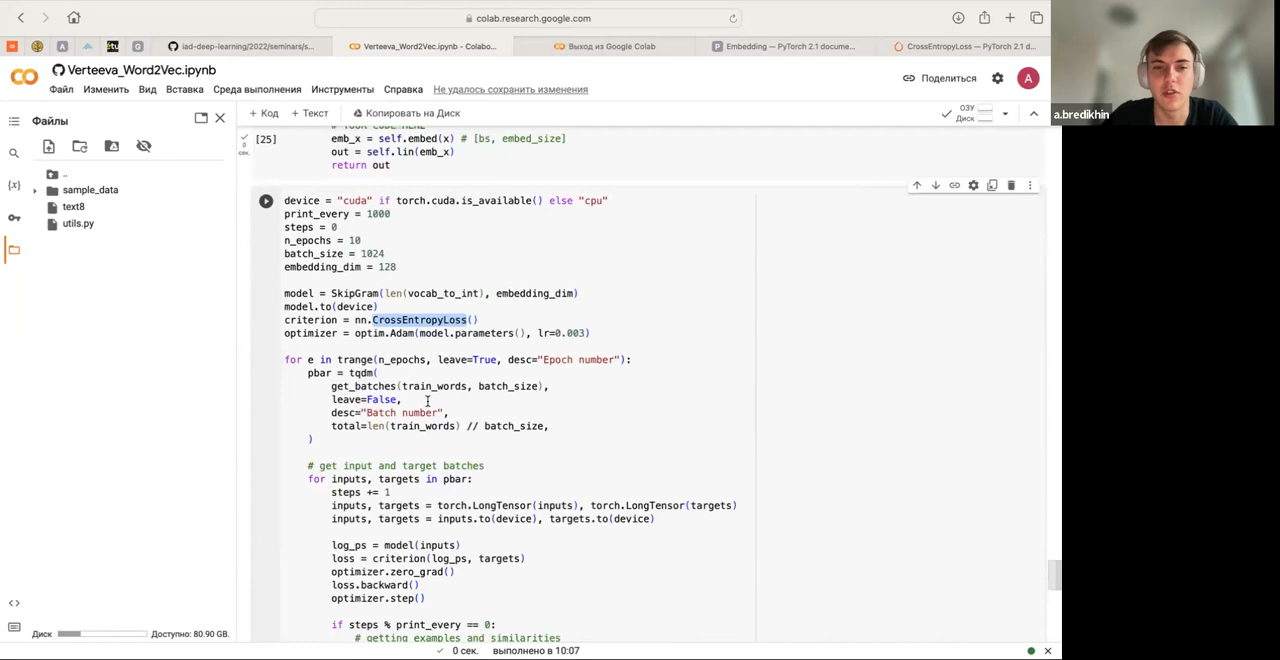 colab.research.google.com
iad-deep-learning/2022/seminars/s...
Verteeva_Word2Vec.ipynb - Colabo...
Выход из Google Colab
Embedding — PyTorch 2.1 docume...
CrossEntropyLoss — PyTorch 2.1 d...
Verteeva_Word2Vec.ipynb
Файл Изменить Вид Вставка Среда выполнения Инструменты Справка Не удалось сохранить изменения
Поделиться
A
a.bredikhin
Файлы
+ Код + Текст Копировать на Диск
ОЗУ
Диск
..
sample_data
text8
utils.py
[25]
0
сек.
# YOUR CODE HERE
emb_x = self.embed(x) # [bs, embed_size]
out = self.lin(emb_x)
return out
device = "cuda" if torch.cuda.is_available() else "cpu"
print_every = 1000
steps = 0
n_epochs = 10
batch_size = 1024
embedding_dim = 128
model = SkipGram(len(vocab_to_int), embedding_dim)
model.to(device)
criterion = nn.CrossEntropyLoss()
optimizer = optim.Adam(model.parameters(), lr=0.003)
for e in trange(n_epochs, leave=True, desc="Epoch number"):
pbar = tqdm(
get_batches(train_words, batch_size),
leave=False,
desc="Batch number",
total=len(train_words) // batch_size,
)
# get input and target batches
for inputs, targets in pbar:
steps += 1
inputs, targets = torch.LongTensor(inputs), torch.LongTensor(targets)
inputs, targets = inputs.to(device), targets.to(device)
log_ps = model(inputs)
loss = criterion(log_ps, targets)
optimizer.zero_grad()
loss.backward()
optimizer.step()
if steps % print_every == 0:
# getting examples and similarities
Диск Доступно: 80.90 GB.
0 сек. выполнено в 10:07